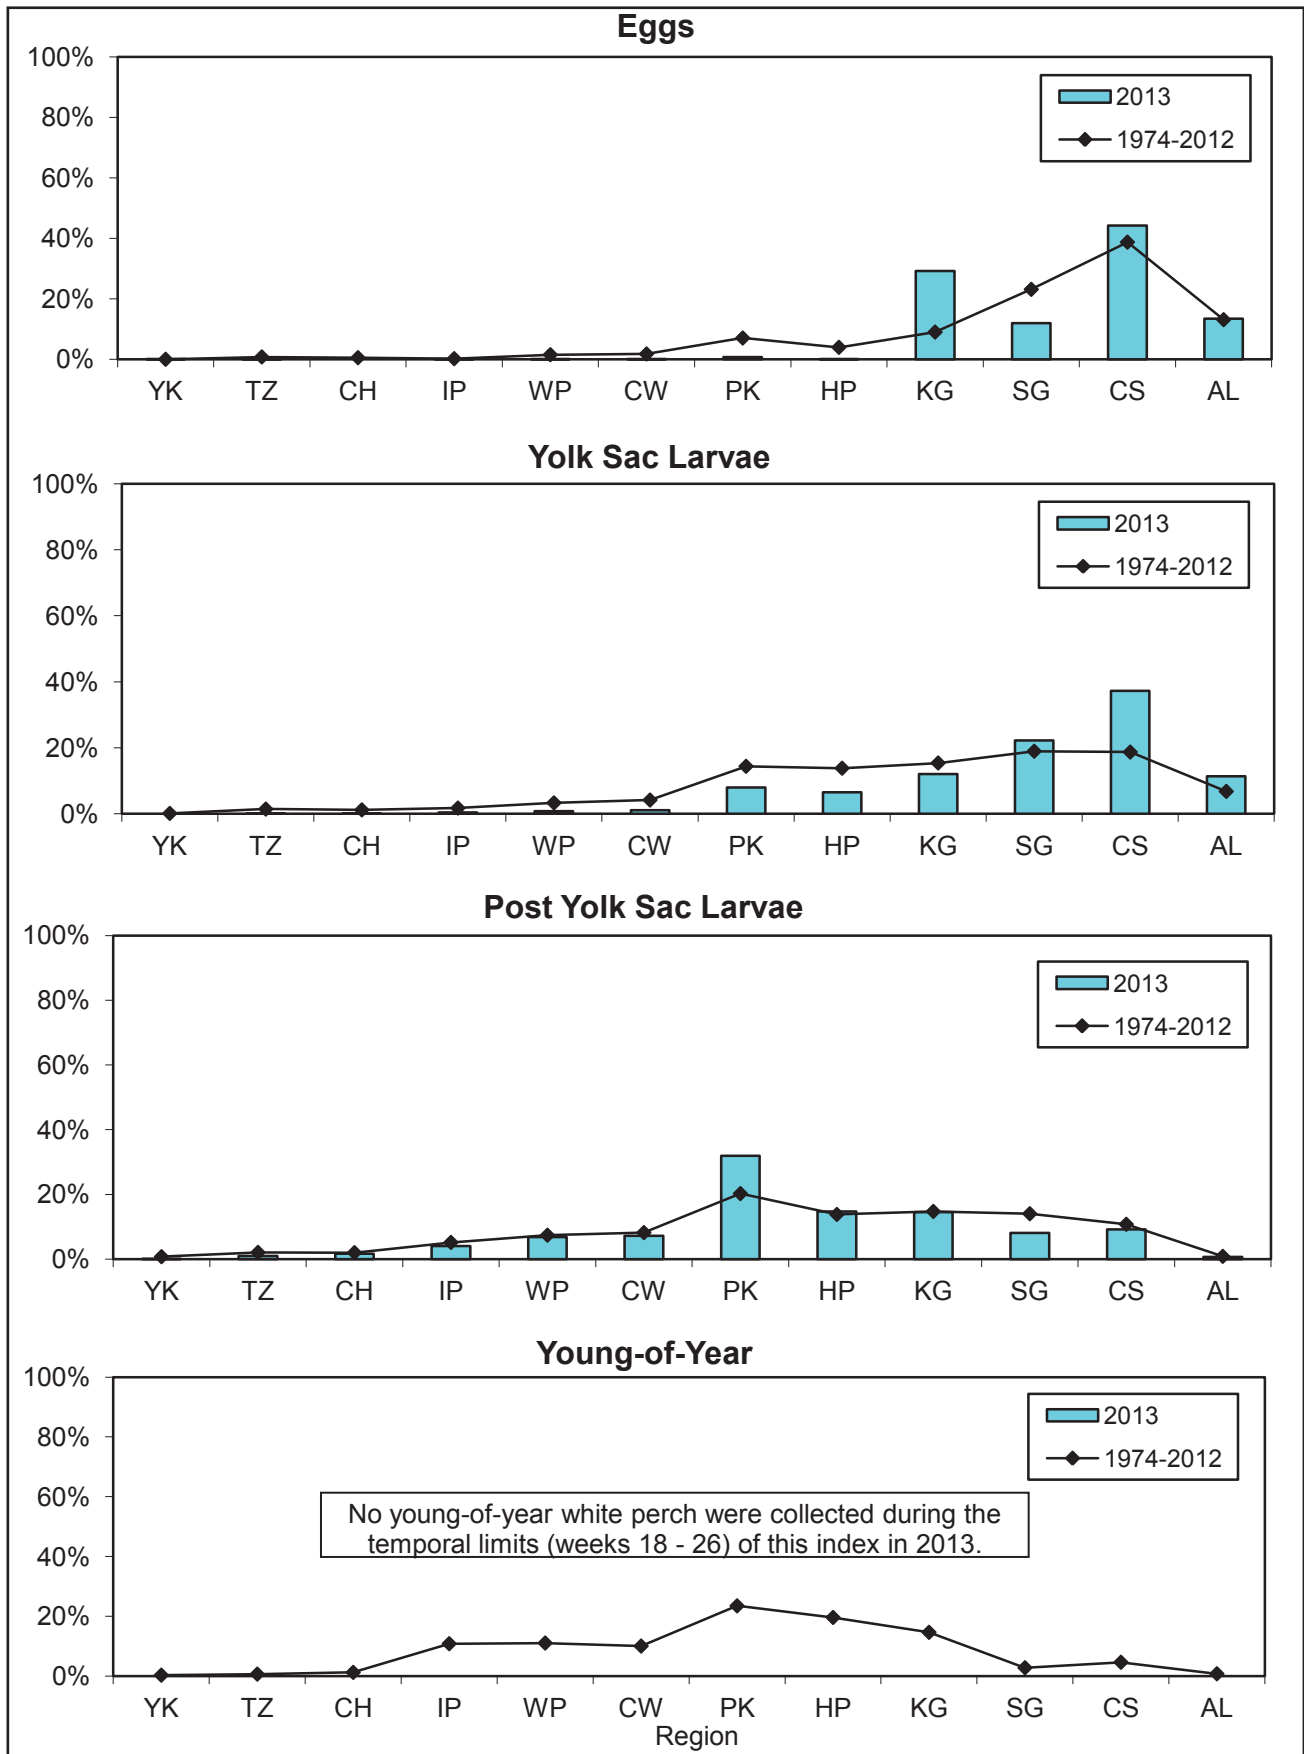 Eggs
100%
80%
60%
40%
20%
0%
2013
1974-2012
YK TZ CH IP WP CW PK HP KG SG CS AL
Yolk Sac Larvae
100%
80%
60%
40%
20%
0%
2013
1974-2012
YK TZ CH IP WP CW PK HP KG SG CS AL
Post Yolk Sac Larvae
100%
80%
60%
40%
20%
0%
2013
1974-2012
YK TZ CH IP WP CW PK HP KG SG CS AL
Young-of-Year
100%
80%
60%
40%
20%
0%
2013
1974-2012
No young-of-year white perch were collected during the
temporal limits (weeks 18 - 26) of this index in 2013.
YK TZ CH IP WP CW PK HP KG SG CS AL
Region